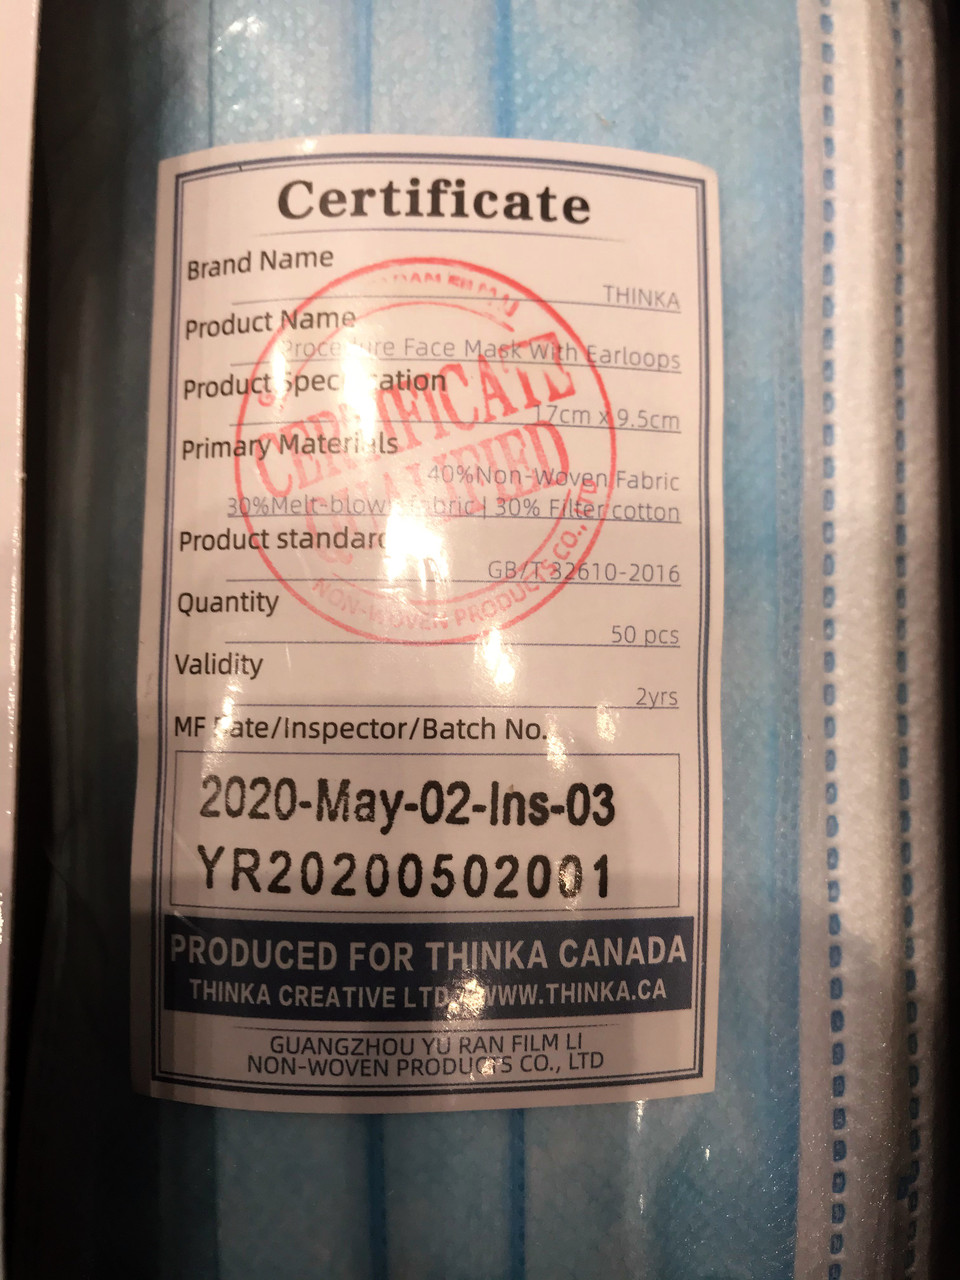 Certificate
Brand Name
THINKA
Product Name
Procedure Face Mask With Earloops
Product Specification
17cm x 9.5cm
Primary Materials
40%Non-Woven Fabric
30%Melt-blown fabric | 30% Filter cotton
Product standard
GB/T 32610-2016
Quantity
50 pcs
Validity
2yrs
MF Date/Inspector/Batch No.
2020-May-02-Ins-03
YR20200502001
PRODUCED FOR THINKA CANADA
THINKA CREATIVE LTD. WWW.THINKA.CA
GUANGZHOU YU RAN FILM LI
NON-WOVEN PRODUCTS CO., LTD
CERTIFICATE
QUALIFIED
NON-WOVEN PRODUCTS CO., LTD